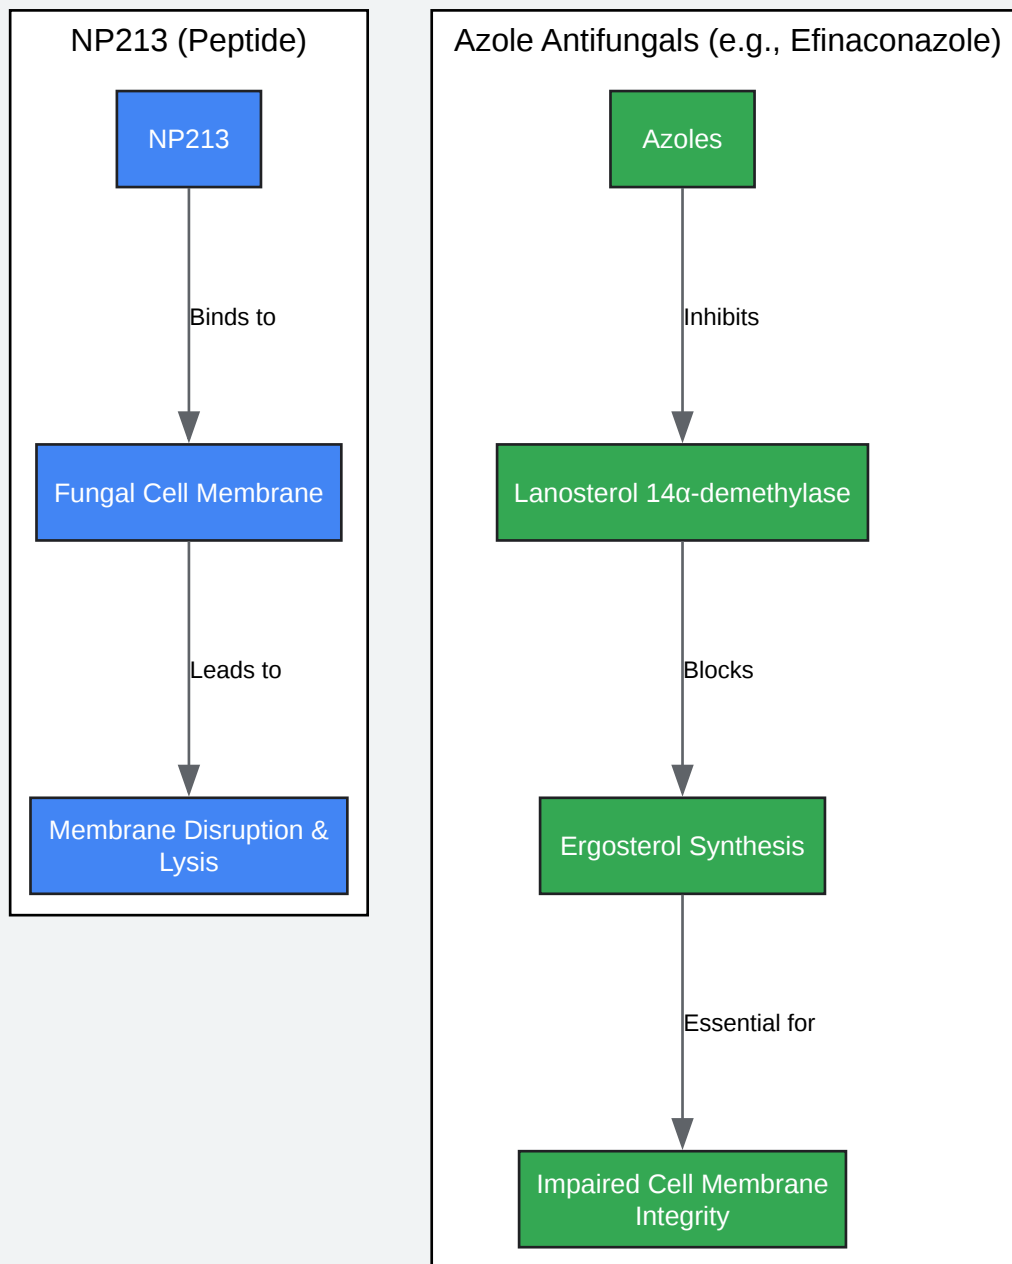 NP213 (Peptide)
NP213
Binds to
Fungal Cell Membrane
Leads to
Membrane Disruption &
Lysis
Azole Antifungals (e.g., Efinaconazole)
Azoles
Inhibits
Lanosterol 14α-demethylase
Blocks
Ergosterol Synthesis
Essential for
Impaired Cell Membrane
Integrity